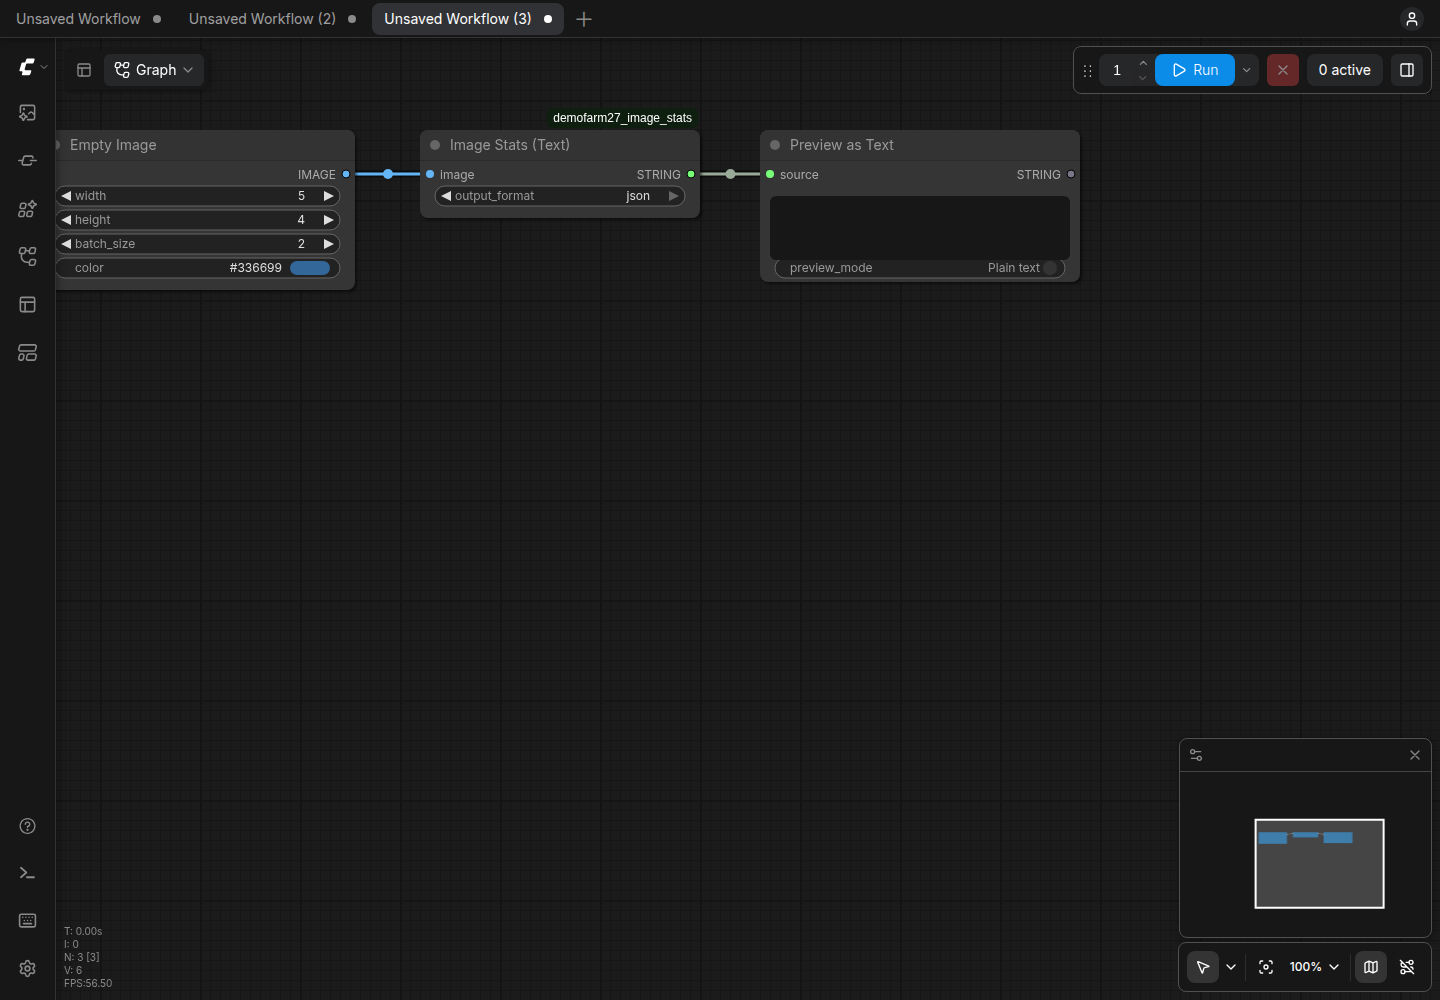 Unsaved Workflow
Unsaved Workflow (2)
Unsaved Workflow (3)
Graph
1
Run
0 active
demofarm27_image_stats
Empty Image
IMAGE
width 5
height 4
batch_size 2
color #336699
Image Stats (Text)
image STRING
output_format json
Preview as Text
source STRING
preview_mode Plain text
T: 0.00s
I: 0
N: 3 [3]
V: 6
FPS:56.50
100%